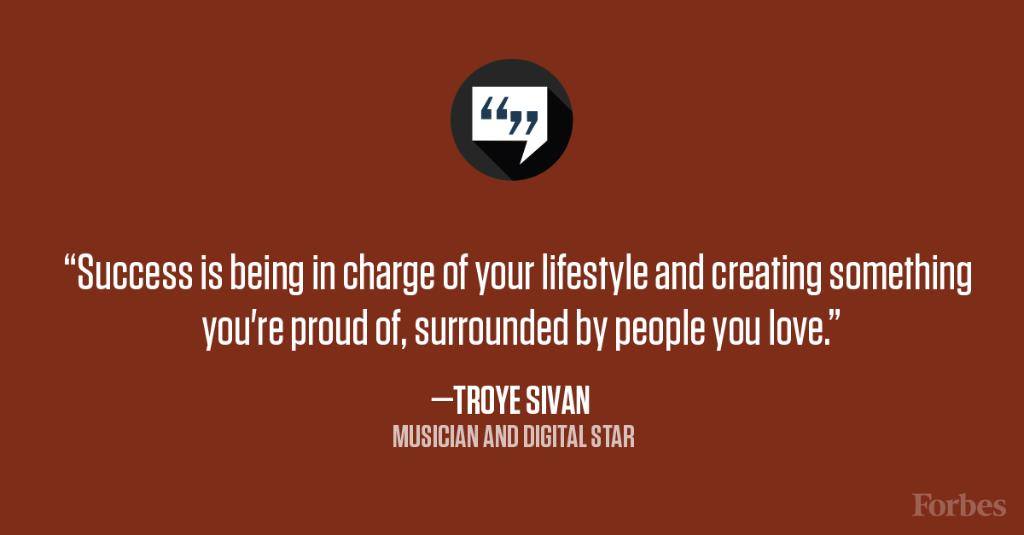 “Success is being in charge of your lifestyle and creating something
you're proud of, surrounded by people you love.”
—TROYE SIVAN
MUSICIAN AND DIGITAL STAR
Forbes